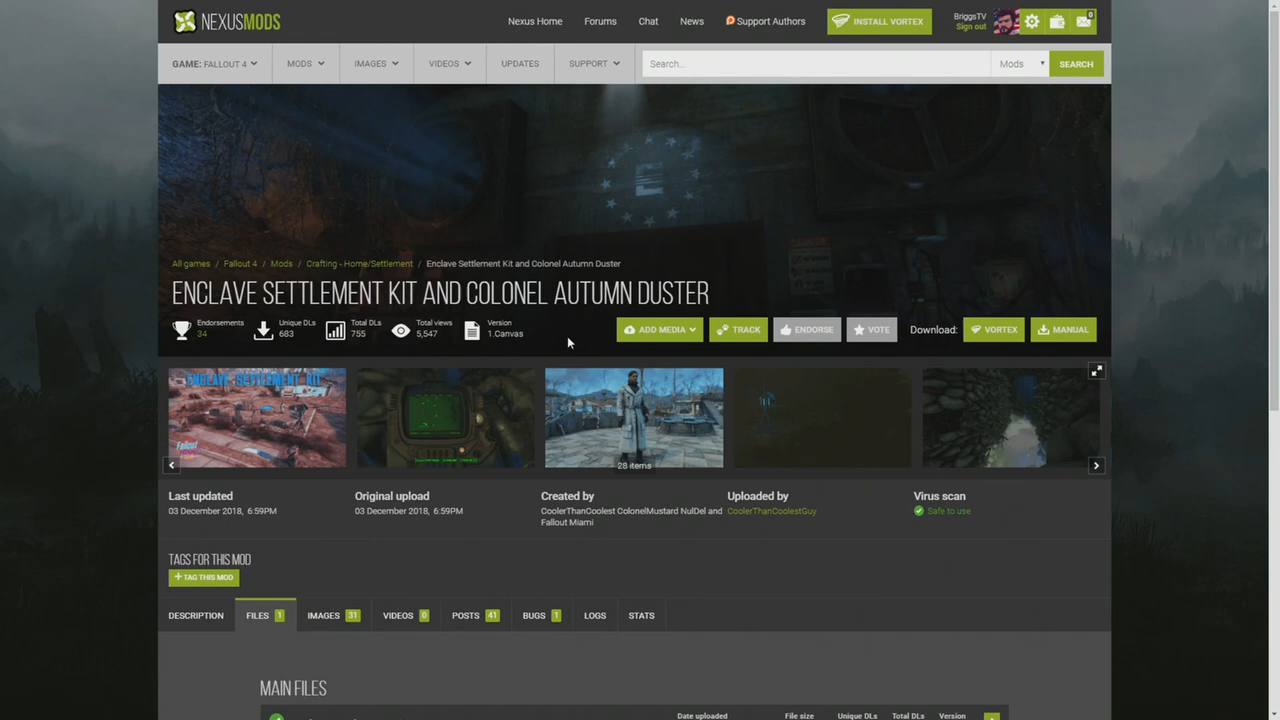 NEXUSMODS
Nexus Home Forums Chat News Support Authors INSTALL VORTEX BriggsTV 0
Sign out
GAME: FALLOUT 4 MODS IMAGES VIDEOS UPDATES SUPPORT Search... Mods SEARCH
All games / Fallout 4 / Mods / Crafting - Home/Settlement / Enclave Settlement Kit and Colonel Autumn Duster
ENCLAVE SETTLEMENT KIT AND COLONEL AUTUMN DUSTER
Endorsements Unique DLs Total DLs Total views Version
34 683 755 5,547 1.Canvas
ADD MEDIA TRACK ENDORSE VOTE Download: VORTEX MANUAL
ENCLAVE SETTLEMENT KIT
Fallout
28 items
Last updated Original upload Created by Uploaded by Virus scan
03 December 2018, 6:59PM 03 December 2018, 6:59PM CoolerThanCoolest ColonelMustard NulDel and CoolerThanCoolestGuy Safe to use
Fallout Miami
TAGS FOR THIS MOD
+ TAG THIS MOD
DESCRIPTION FILES 1 IMAGES 31 VIDEOS 0 POSTS 41 BUGS 1 LOGS STATS
MAIN FILES
Date uploaded File size Unique DLs Total DLs Version